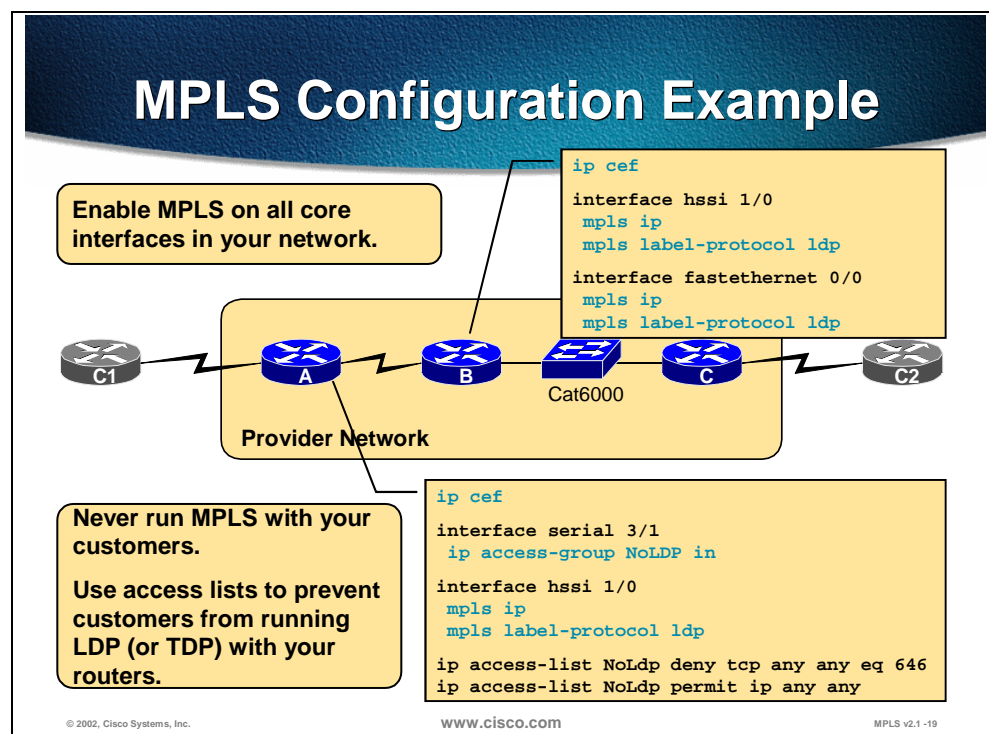 MPLS Configuration Example
Enable MPLS on all core
interfaces in your network.
ip cef
interface hssi 1/0
mpls ip
mpls label-protocol ldp
interface fastethernet 0/0
mpls ip
mpls label-protocol ldp
C1
A
B
Cat6000
C
C2
Provider Network
Never run MPLS with your
customers.
Use access lists to prevent
customers from running
LDP (or TDP) with your
routers.
ip cef
interface serial 3/1
ip access-group NoLDP in
interface hssi 1/0
mpls ip
mpls label-protocol ldp
ip access-list NoLdp deny tcp any any eq 646
ip access-list NoLdp permit ip any any
© 2002, Cisco Systems, Inc.
www.cisco.com
MPLS v2.1 -19